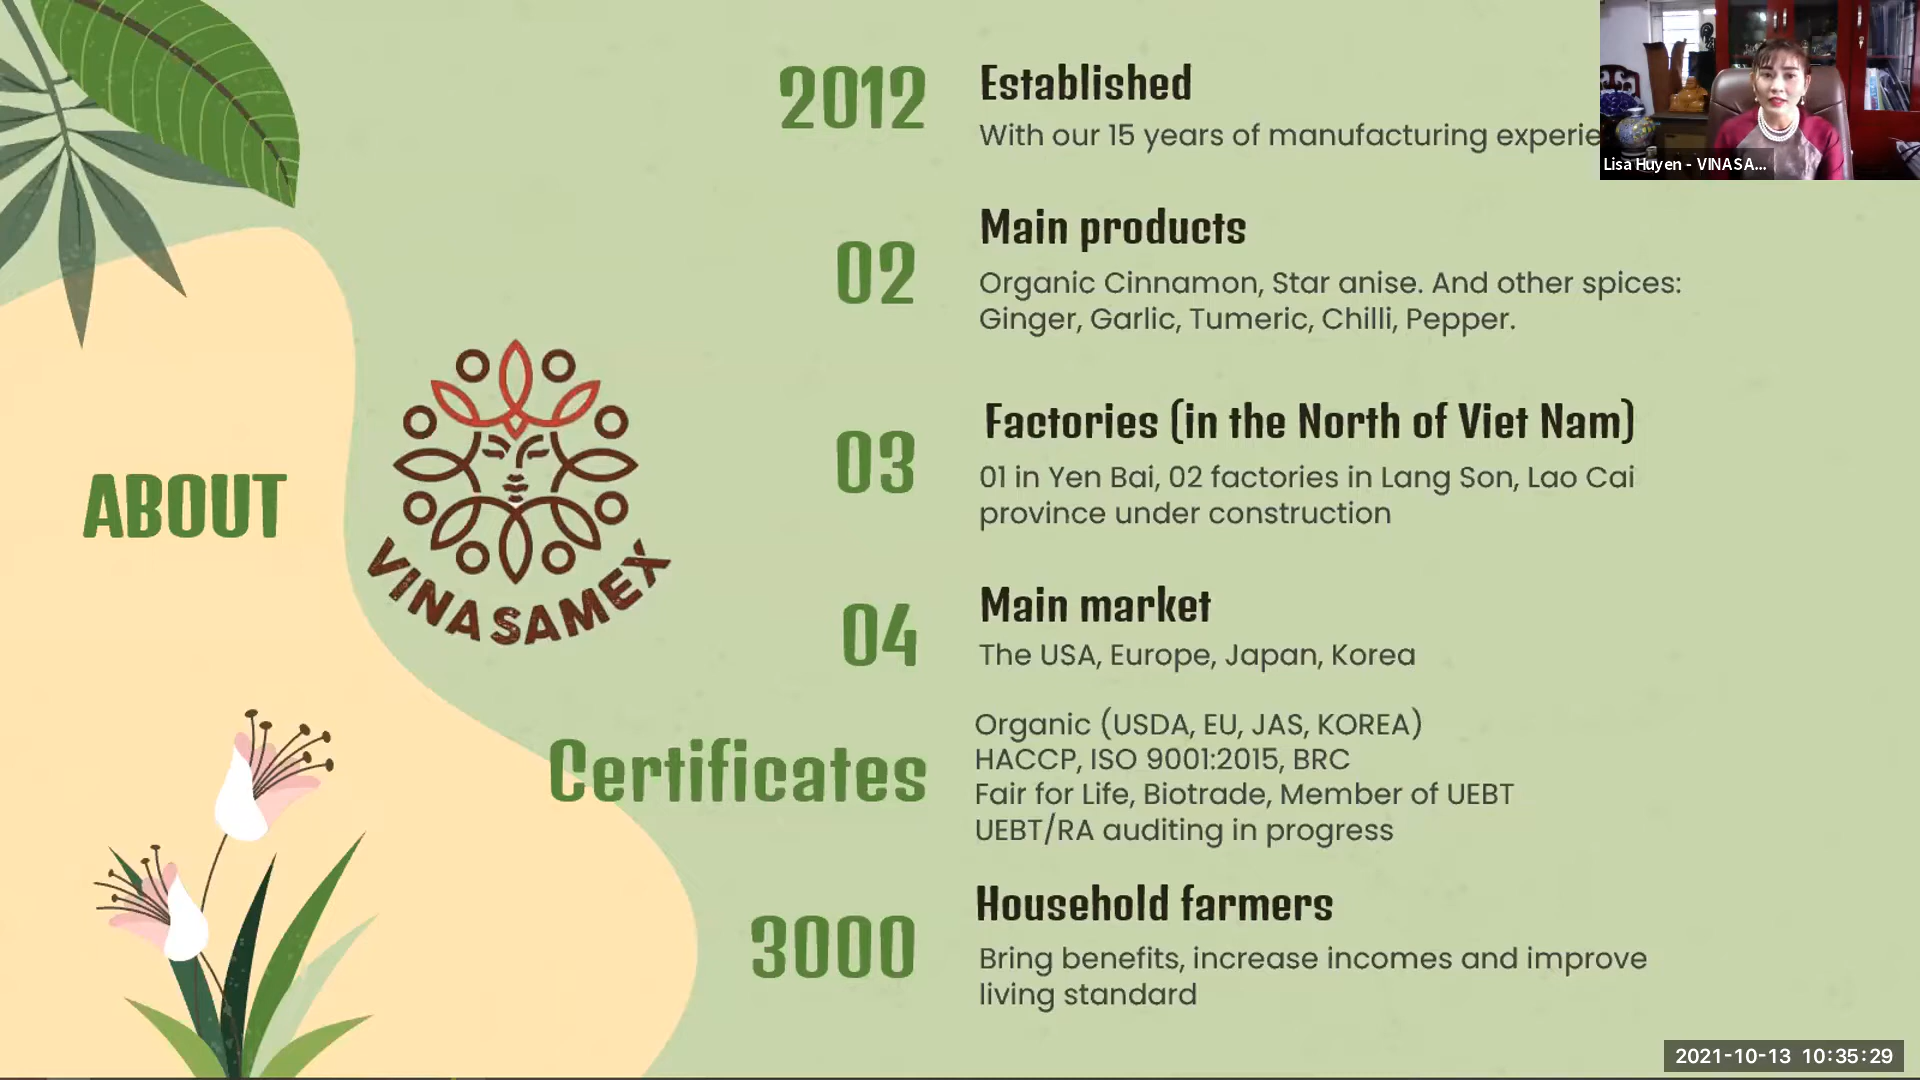 ABOUT
VINASAMEX
2012
Established
With our 15 years of manufacturing
Lisa Huyen - VINASA...
02
Main products
Organic Cinnamon, Star anise. And other spices:
Ginger, Garlic, Tumeric, Chilli, Pepper.
03
Factories (in the North of Viet Nam)
01 in Yen Bai, 02 factories in Lang Son, Lao Cai
province under construction
04
Main market
The USA, Europe, Japan, Korea
Certificates
Organic (USDA, EU, JAS, KOREA)
HACCP, ISO 9001:2015, BRC
Fair for Life, Biotrade, Member of UEBT
UEBT/RA auditing in progress
3000
Household farmers
Bring benefits, increase incomes and improve
living standard
2021-10-13 10:35:29